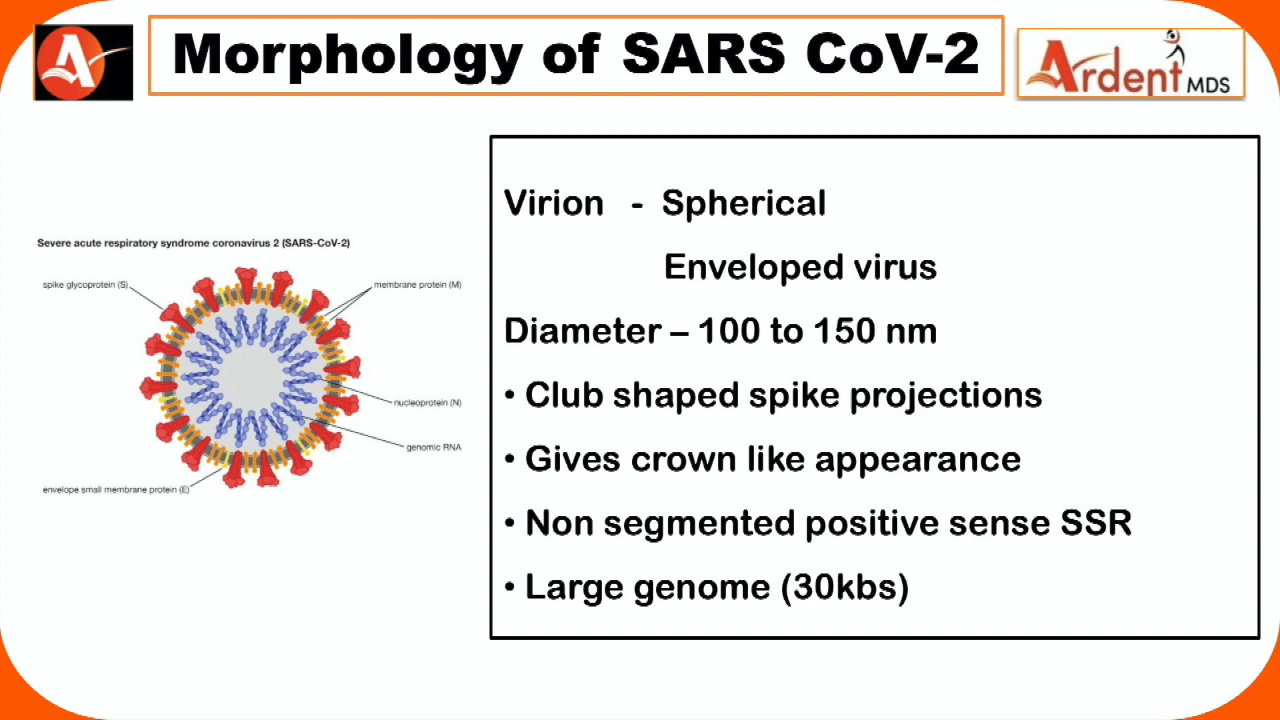 Morphology of SARS CoV-2
Ardent MDS
Severe acute respiratory syndrome coronavirus 2 (SARS-CoV-2)
spike glycoprotein (S)
membrane protein (M)
nucleoprotein (N)
genomic RNA
envelope small membrane protein (E)
Virion - Spherical
Enveloped virus
Diameter – 100 to 150 nm
• Club shaped spike projections
• Gives crown like appearance
• Non segmented positive sense SSR
• Large genome (30kbs)